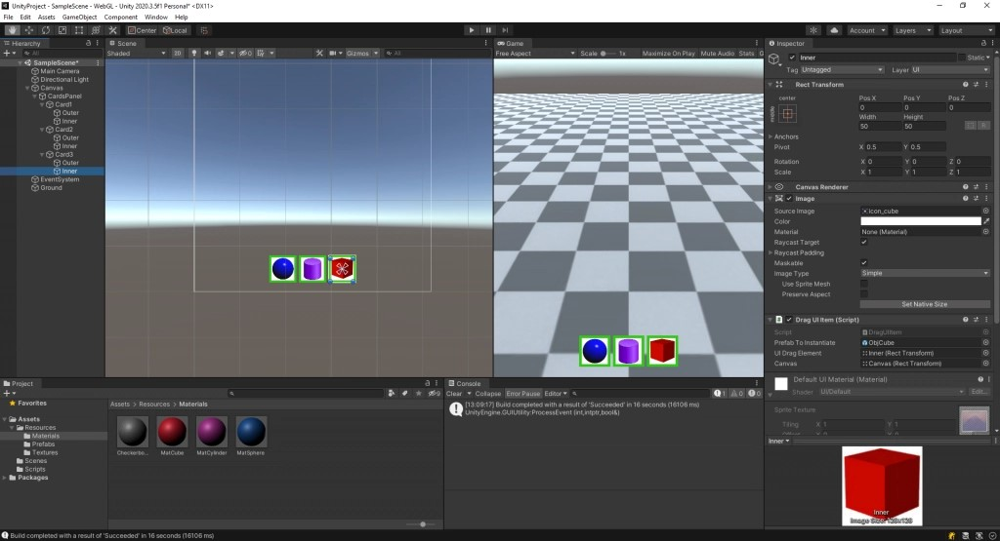 UnityProject - SampleScene - WebGL - Unity 2020.3.5f1 Personal* <DX11>
File Edit Assets GameObject Component Window Help
Center Local Account Layers Layout
Hierarchy
All
SampleScene*
Main Camera
Directional Light
Canvas
CardsPanel
Card1
Outer
Inner
Card2
Outer
Inner
Card3
Outer
Inner
EventSystem
Ground
Scene
Shaded 2D 0 Gizmos All
Game
Free Aspect Scale 1x Maximize On Play Mute Audio Stats
Inspector
Inner Static
Tag Untagged Layer UI
Rect Transform
center Pos X Pos Y Pos Z
middle 0 0 0
Width Height
50 50 R
Anchors
Pivot X 0.5 Y 0.5
Rotation X 0 Y 0 Z 0
Scale X 1 Y 1 Z 1
Canvas Renderer
Image
Source Image icon_cube
Color
Material None (Material)
Raycast Target
Raycast Padding
Maskable
Image Type Simple
Use Sprite Mesh
Preserve Aspect
Set Native Size
Drag UI Item (Script)
Script DragUIItem
Prefab To Instantiate ObjCube
UI Drag Element Inner (Rect Transform)
Canvas Canvas (Rect Transform)
Default UI Material (Material)
Shader UI/Default Edit...
Sprite Texture
Tiling X 1 Y 1
Inner
Inner
Image Size: 128x128
Project
9
Favorites
Assets
Resources
Materials
Prefabs
Textures
Scenes
Scripts
Packages
Assets > Resources > Materials
Checkerbo... MatCube MatCylinder MatSphere
Console
Clear Collapse Error Pause Editor 1 0 0
[13:09:17] Build completed with a result of 'Succeeded' in 16 seconds (16106 ms)
UnityEngine.GUIUtility:ProcessEvent (int,intptr,bool&)
Build completed with a result of 'Succeeded' in 16 seconds (16106 ms)